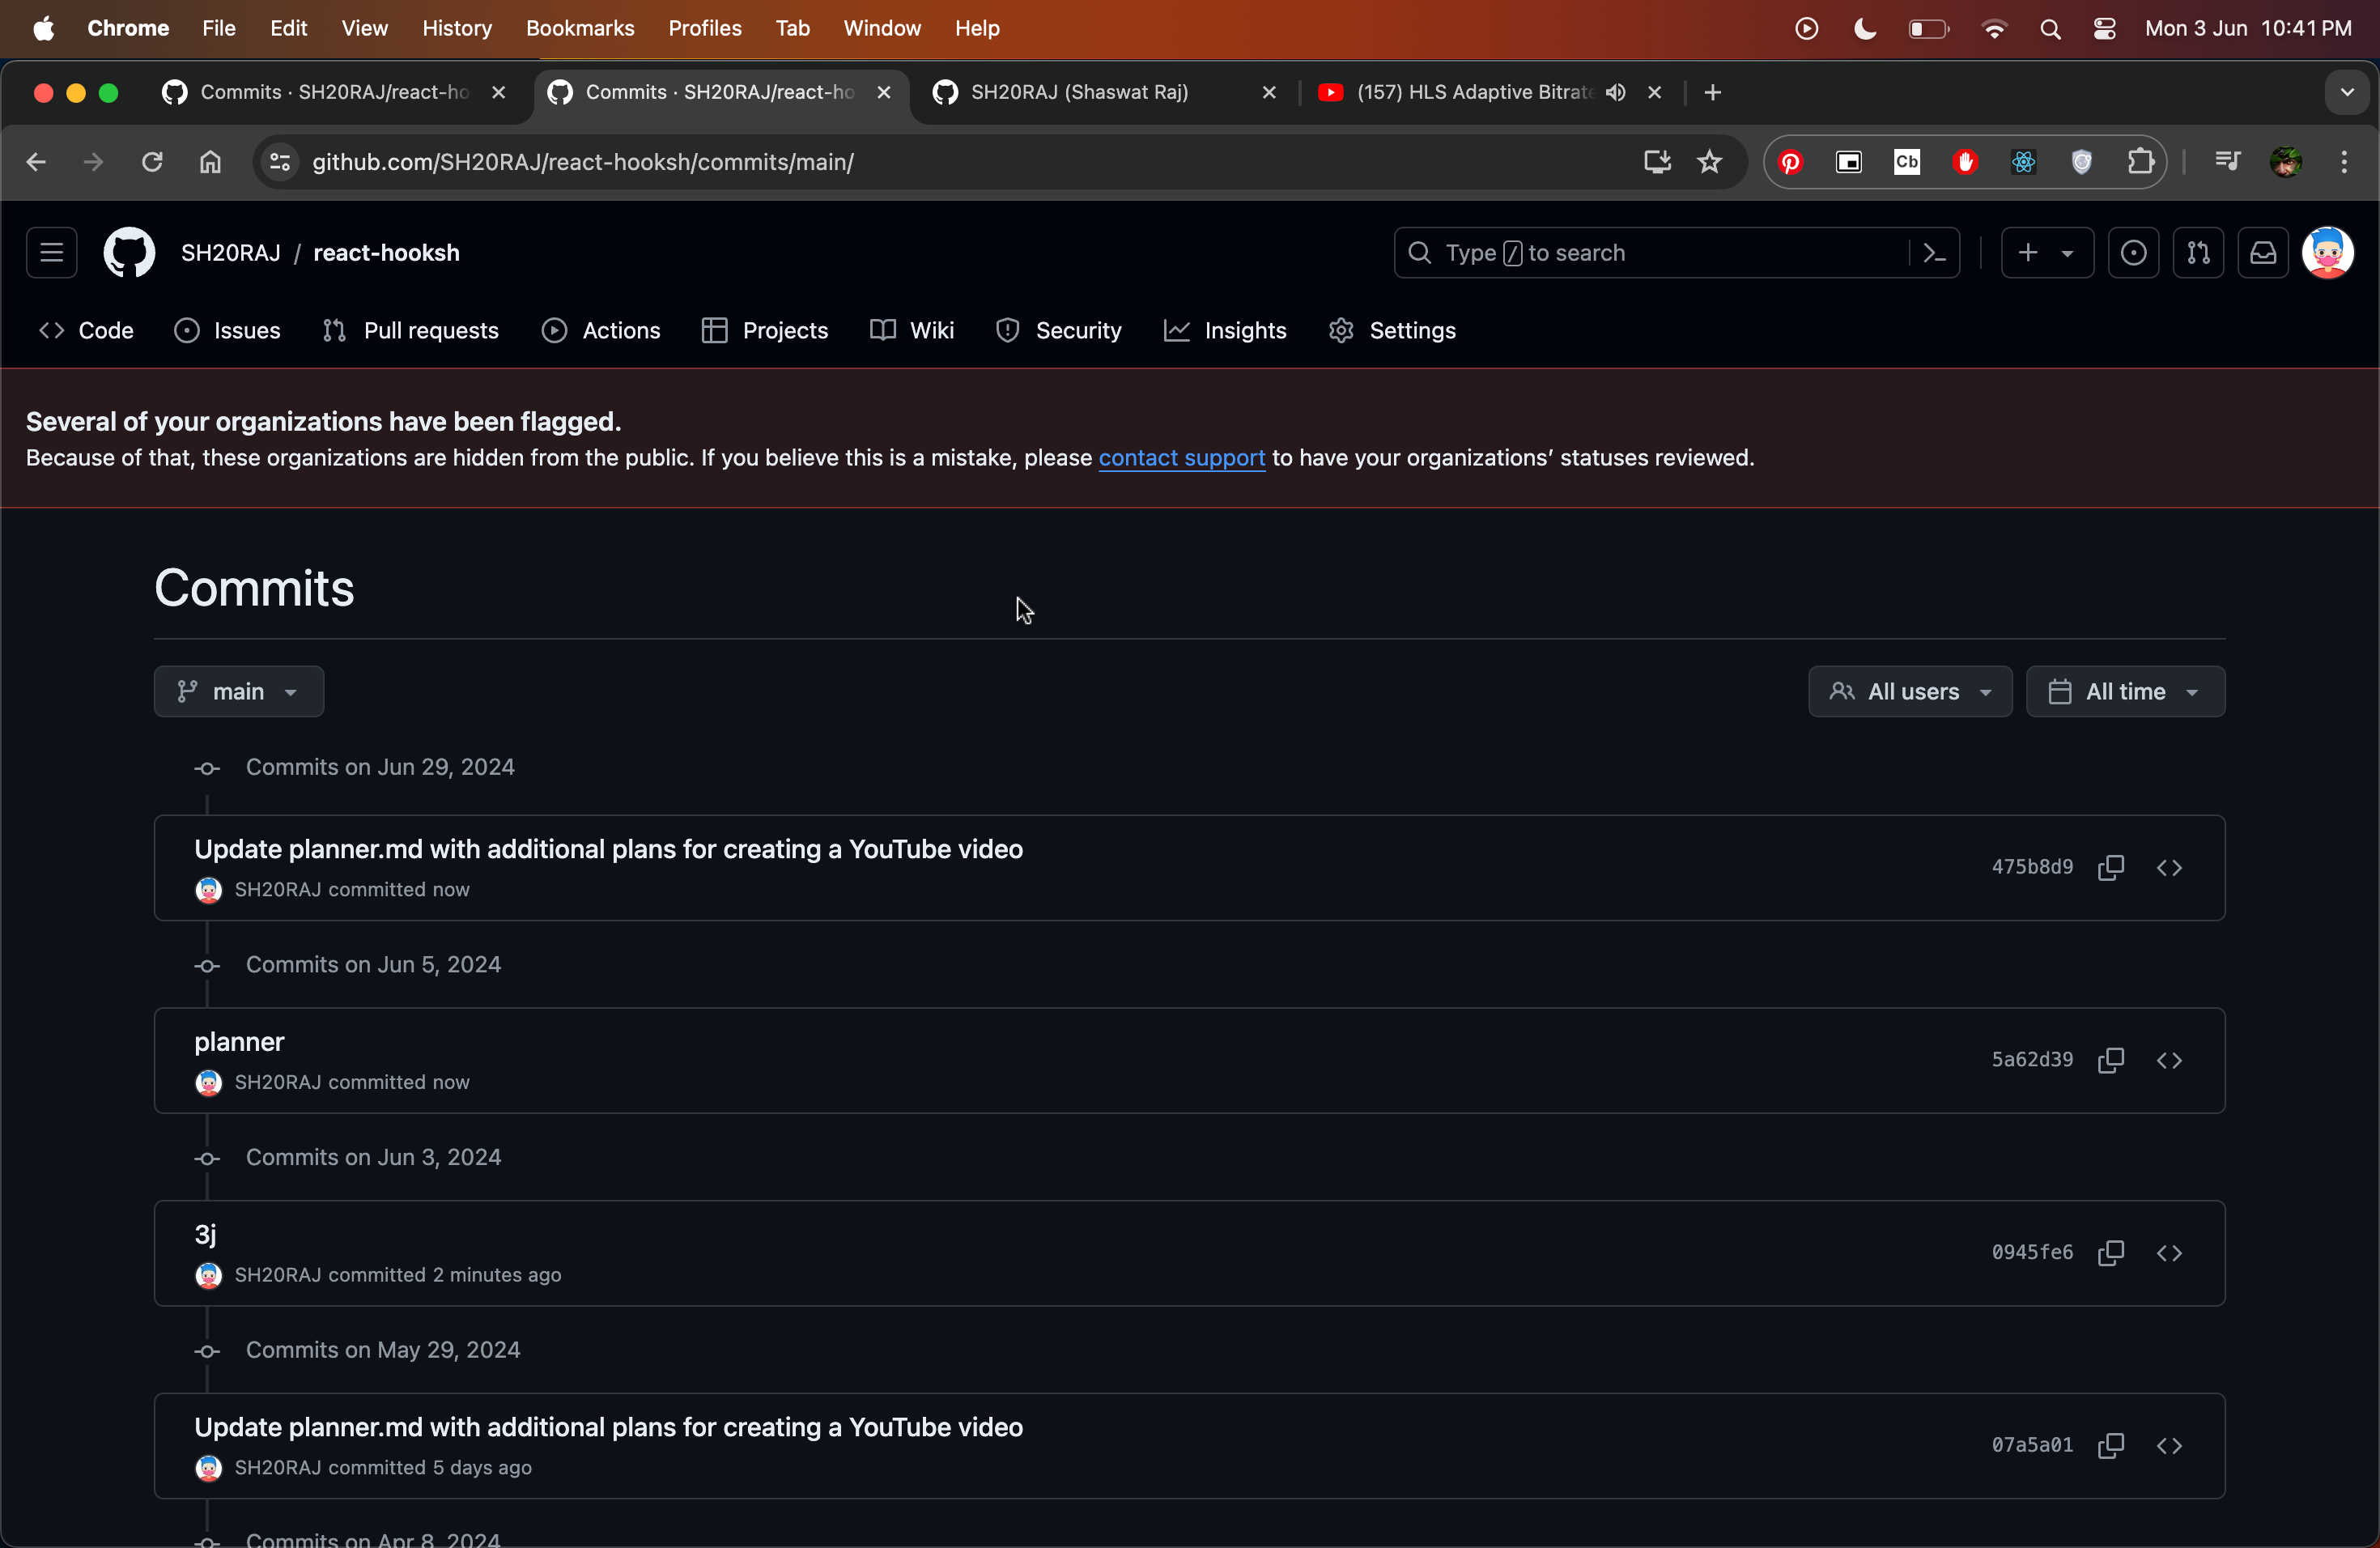 Chrome File Edit View History Bookmarks Profiles Tab Window Help Mon 3 Jun 10:41 PM
Commits · SH20RAJ/react-ho Commits · SH20RAJ/react-ho SH20RAJ (Shaswat Raj) (157) HLS Adaptive Bitrate
github.com/SH20RAJ/react-hooksh/commits/main/ Cb
SH20RAJ / react-hooksh Type / to search
Code Issues Pull requests Actions Projects Wiki Security Insights Settings
Several of your organizations have been flagged.
Because of that, these organizations are hidden from the public. If you believe this is a mistake, please contact support to have your organizations’ statuses reviewed.
Commits
main All users All time
Commits on Jun 29, 2024
Update planner.md with additional plans for creating a YouTube video
475b8d9
SH20RAJ committed now
Commits on Jun 5, 2024
planner
5a62d39
SH20RAJ committed now
Commits on Jun 3, 2024
3j
0945fe6
SH20RAJ committed 2 minutes ago
Commits on May 29, 2024
Update planner.md with additional plans for creating a YouTube video
07a5a01
SH20RAJ committed 5 days ago
Commits on Apr 8, 2024